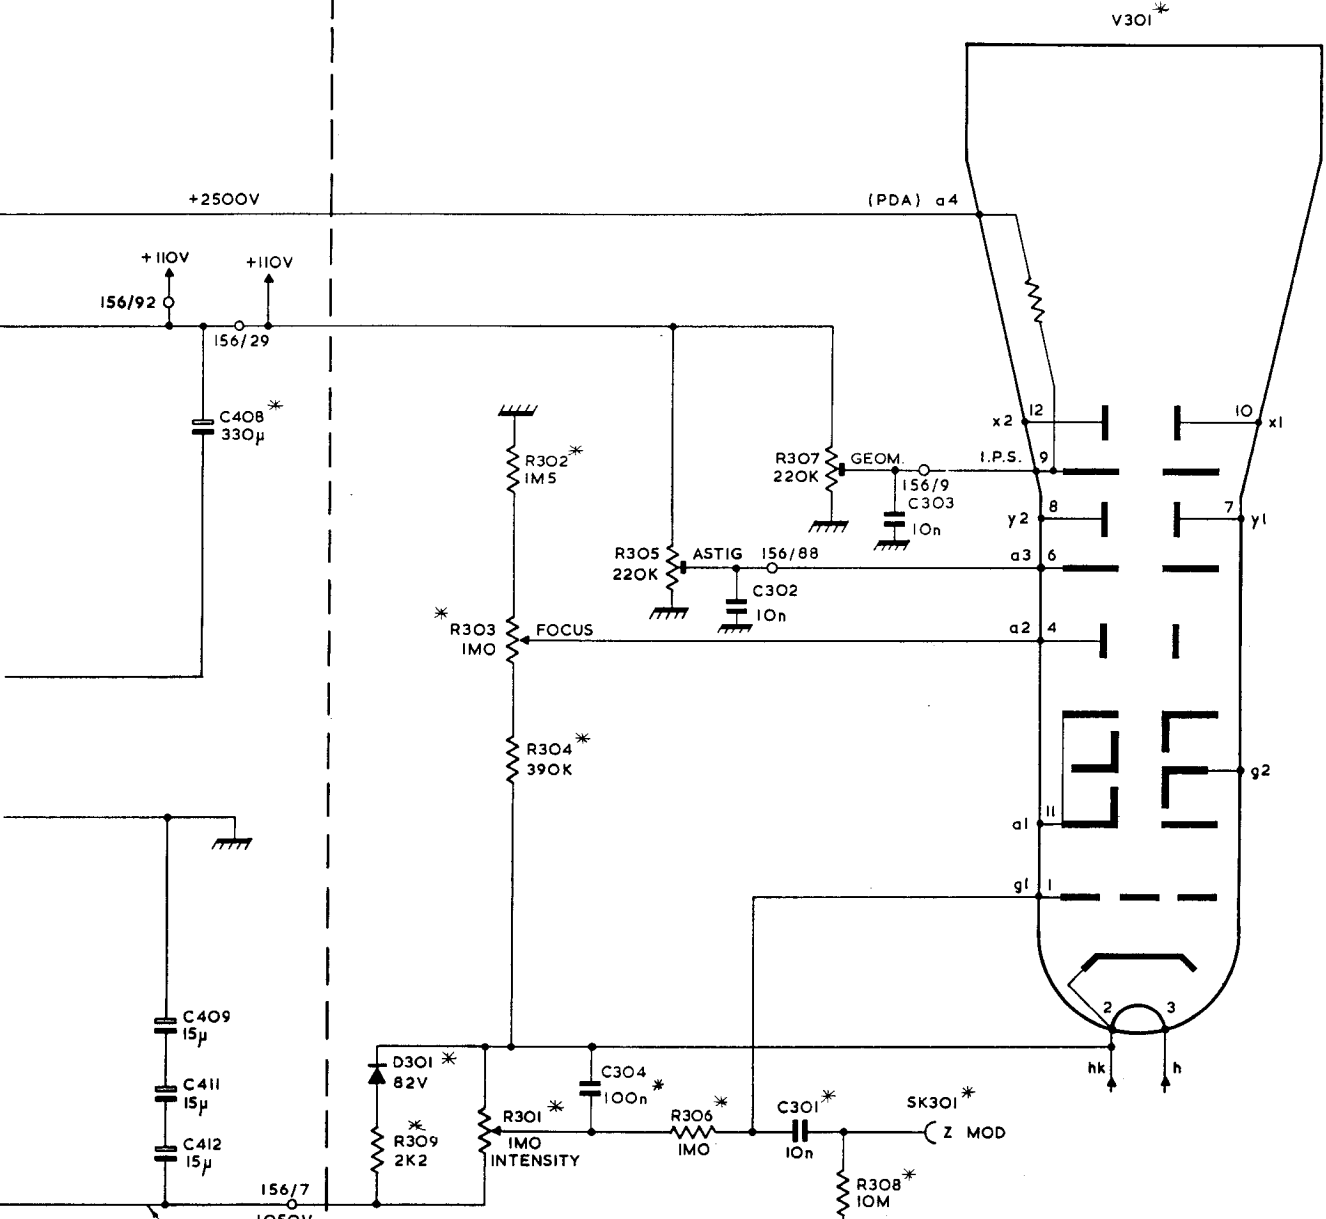 V301*
+2500V
(PDA) a4
+110V
+110V
156/92
156/29
C408*
330µ
x2
12
10
x1
R302*
1M5
R307
220K
GEOM.
I.P.S.
9
156/9
C303
10n
y2
8
7
y1
R305
220K
ASTIG
156/88
a3
6
C302
10n
*
R303
1M0
FOCUS
a2
4
R304*
390K
g2
11
a1
g1
1
C409
15µ
2
3
D301*
82V
C304
100n*
hk
h
C411
15µ
R301*
1M0
INTENSITY
R306*
1M0
C301*
10n
SK301*
Z MOD
*
R309
2K2
C412
15µ
R308*
10M
156/7
1050V